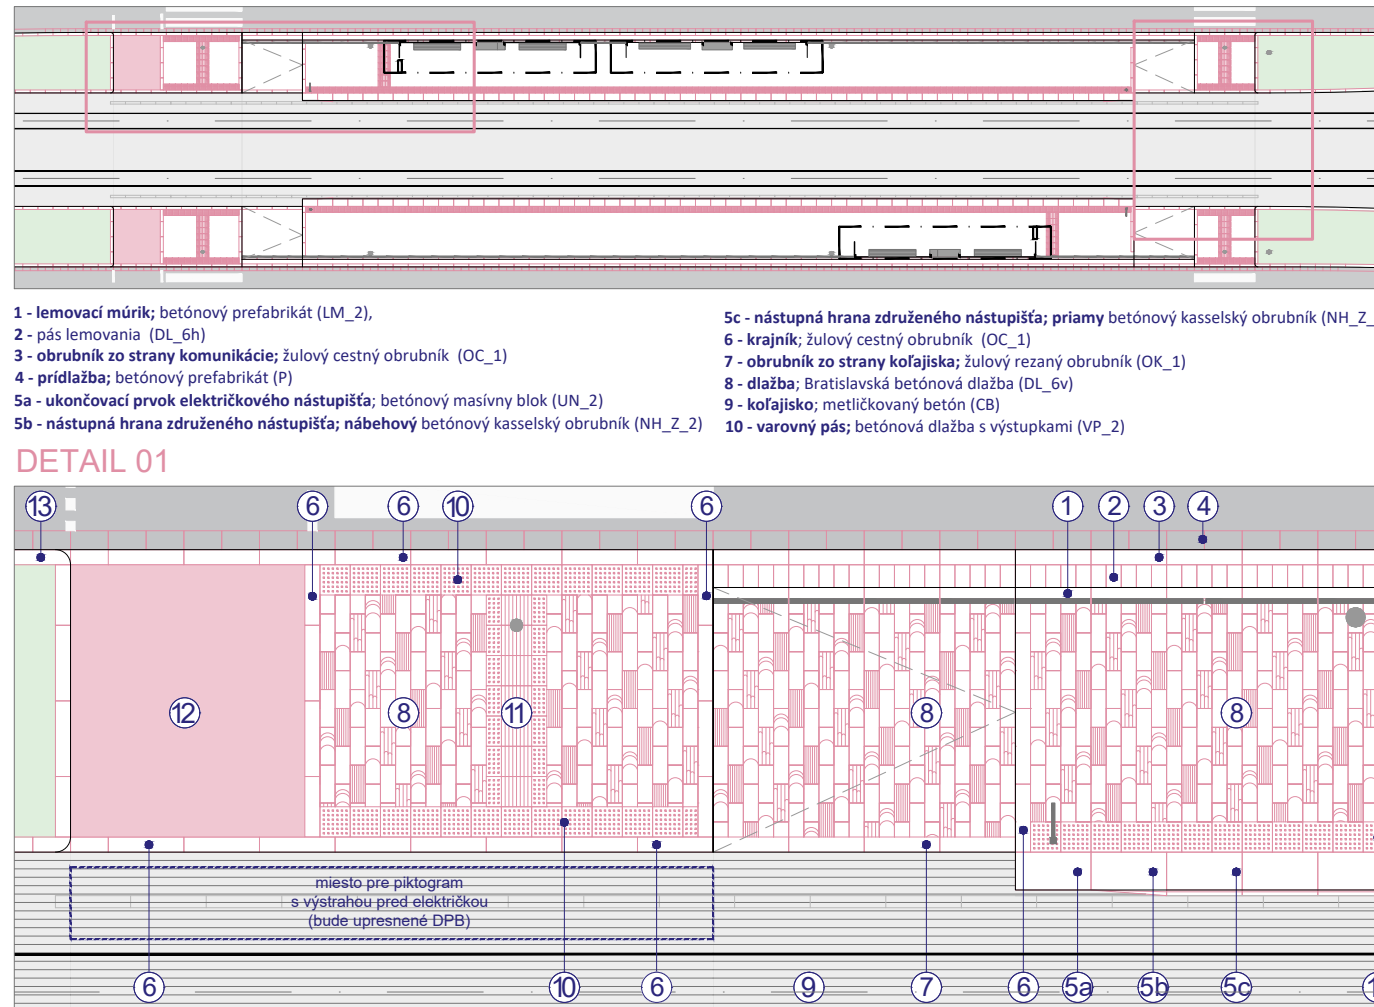 1 - lemovací múrik; betónový prefabrikát (LM_2),
2 - pás lemovania (DL_6h)
3 - obrubník zo strany komunikácie; žulový cestný obrubník (OC_1)
4 - prídlažba; betónový prefabrikát (P)
5a - ukončovací prvok električkového nástupišťa; betónový masívny blok (UN_2)
5b - nástupná hrana združeného nástupišťa; nábehový betónový kasselský obrubník (NH_Z_2)
5c - nástupná hrana združeného nástupišťa; priamy betónový kasselský obrubník (NH_Z_
6 - krajník; žulový cestný obrubník (OC_1)
7 - obrubník zo strany koľajiska; žulový rezaný obrubník (OK_1)
8 - dlažba; Bratislavská betónová dlažba (DL_6v)
9 - koľajisko; metličkovaný betón (CB)
10 - varovný pás; betónová dlažba s výstupkami (VP_2)
DETAIL 01
13 6 6 10 6 1 2 3 4
12 8 11 8 8
miesto pre piktogram
s výstrahou pred električkou
(bude upresnené DPB)
6 10 6 9 7 6 5a 5b 5c